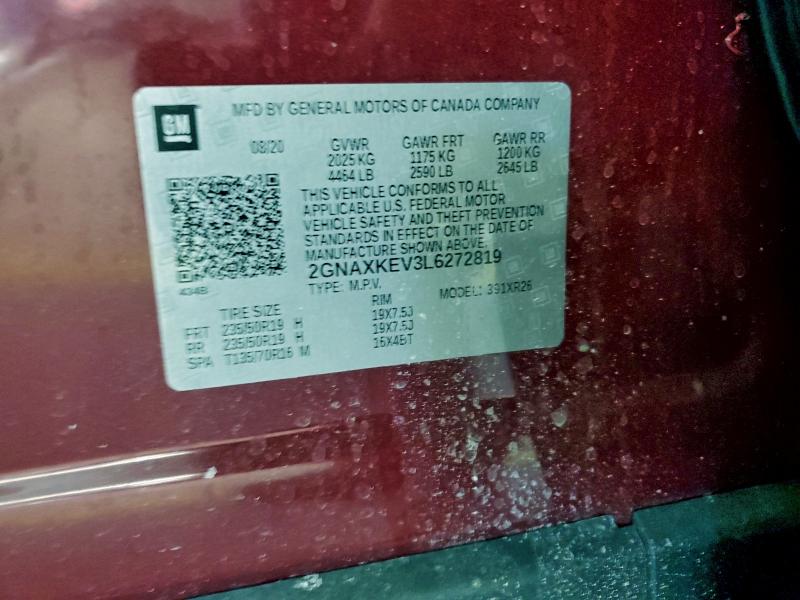 GM
MFD BY GENERAL MOTORS OF CANADA COMPANY
08/20 GVWR GAWR FRT GAWR RR
2025 KG 1175 KG 1200 KG
4464 LB 2590 LB 2645 LB
THIS VEHICLE CONFORMS TO ALL
APPLICABLE U.S. FEDERAL MOTOR
VEHICLE SAFETY AND THEFT PREVENTION
STANDARDS IN EFFECT ON THE DATE OF
MANUFACTURE SHOWN ABOVE.
2GNAXKEV3L6272819
434B
TYPE: M.P.V. MODEL: 391XR26
TIRE SIZE RIM
FRT 235/50R19 H 19X7.5J
RR 235/50R19 H 19X7.5J
SPA T135/70R16 M 16X4BT